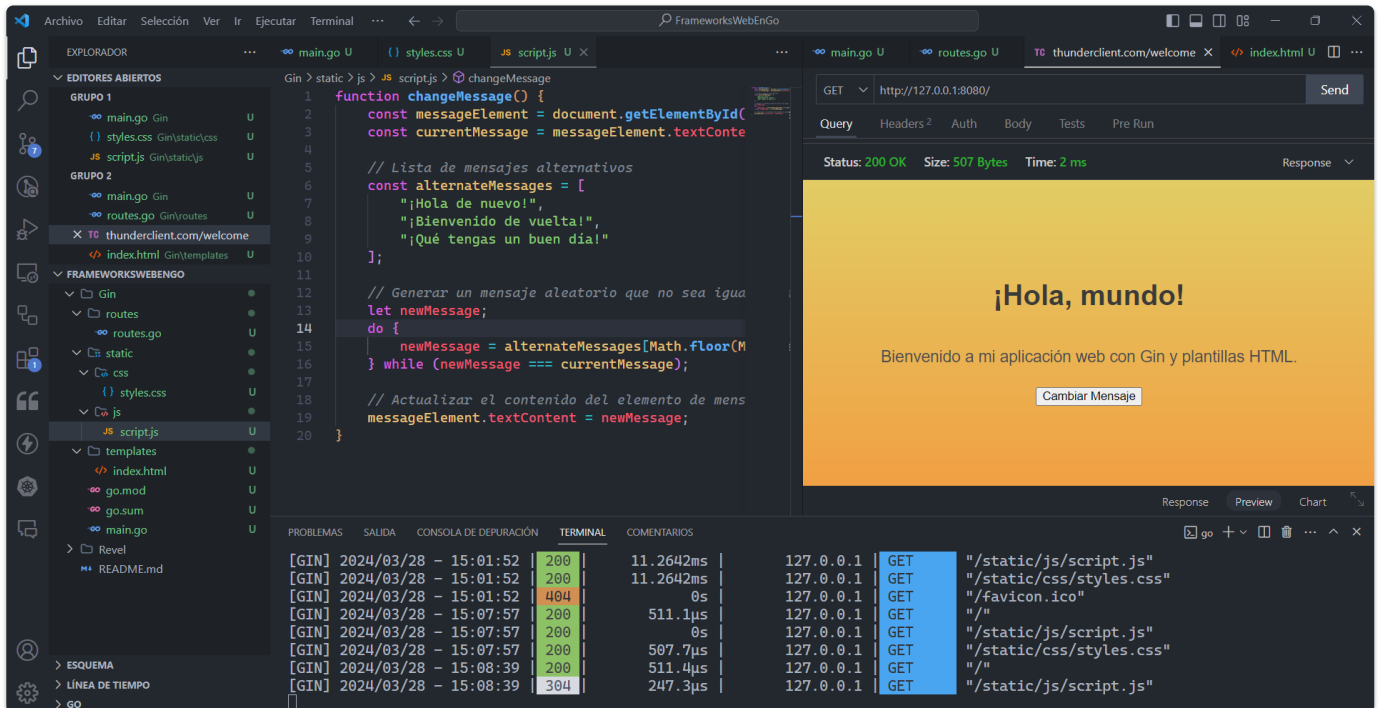 Archivo Editar Selección Ver Ir Ejecutar Terminal ··· FrameworksWebEnGo
EXPLORADOR ···
EDITORES ABIERTOS
GRUPO 1
main.go Gin U
{ } styles.css Gin\static\css U
JS script.js Gin\static\js U
GRUPO 2
main.go Gin U
routes.go Gin\routes U
TC thunderclient.com/welcome
index.html Gin\templates U
FRAMEWORKSWEBENGO
Gin
routes
routes.go U
static
css
{ } styles.css U
js
JS script.js U
templates
index.html U
go.mod U
go.sum U
main.go U
Revel
README.md
ESQUEMA
LÍNEA DE TIEMPO
GO
7
1
main.go U { } styles.css U JS script.js U ···
Gin > static > js > JS script.js > changeMessage
1 function changeMessage() {
2 const messageElement = document.getElementById(
3 const currentMessage = messageElement.textConte
4
5 // Lista de mensajes alternativos
6 const alternateMessages = [
7 "¡Hola de nuevo!",
8 "¡Bienvenido de vuelta!",
9 "¡Qué tengas un buen día!"
10 ];
11
12 // Generar un mensaje aleatorio que no sea igua
13 let newMessage;
14 do {
15 newMessage = alternateMessages[Math.floor(M
16 } while (newMessage === currentMessage);
17
18 // Actualizar el contenido del elemento de mens
19 messageElement.textContent = newMessage;
20 }
main.go U routes.go U TC thunderclient.com/welcome index.html U ···
GET http://127.0.0.1:8080/ Send
Query Headers 2 Auth Body Tests Pre Run
Status: 200 OK Size: 507 Bytes Time: 2 ms Response
¡Hola, mundo!
Bienvenido a mi aplicación web con Gin y plantillas HTML.
Cambiar Mensaje
Response Preview Chart
PROBLEMAS SALIDA CONSOLA DE DEPURACIÓN TERMINAL COMENTARIOS go
[GIN] 2024/03/28 - 15:01:52 | 200 | 11.2642ms | 127.0.0.1 | GET "/static/js/script.js"
[GIN] 2024/03/28 - 15:01:52 | 200 | 11.2642ms | 127.0.0.1 | GET "/static/css/styles.css"
[GIN] 2024/03/28 - 15:01:52 | 404 | 0s | 127.0.0.1 | GET "/favicon.ico"
[GIN] 2024/03/28 - 15:07:57 | 200 | 511.1µs | 127.0.0.1 | GET "/"
[GIN] 2024/03/28 - 15:07:57 | 200 | 0s | 127.0.0.1 | GET "/static/js/script.js"
[GIN] 2024/03/28 - 15:07:57 | 200 | 507.7µs | 127.0.0.1 | GET "/static/css/styles.css"
[GIN] 2024/03/28 - 15:08:39 | 200 | 511.4µs | 127.0.0.1 | GET "/"
[GIN] 2024/03/28 - 15:08:39 | 304 | 247.3µs | 127.0.0.1 | GET "/static/js/script.js"